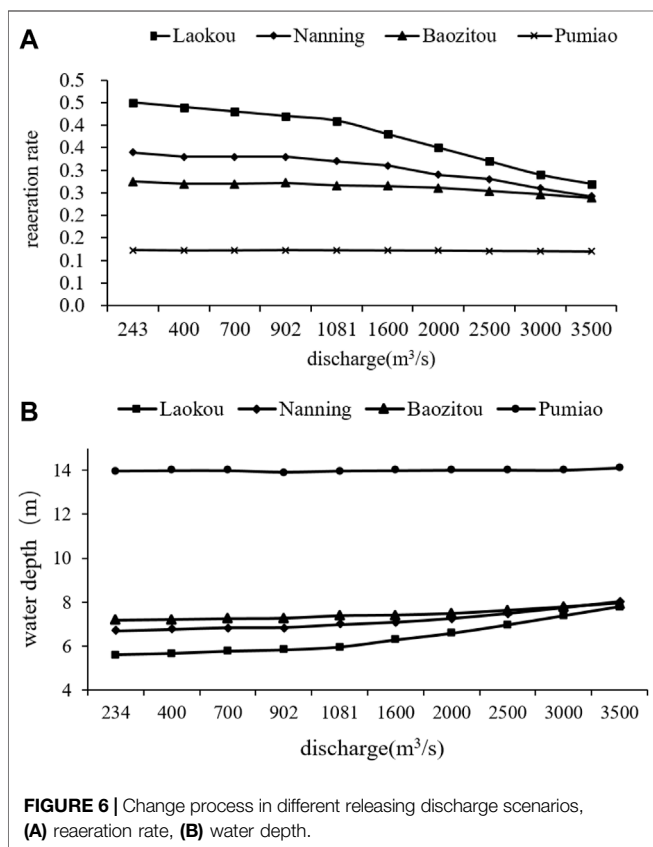 A
Laokou Nanning Baozitou Pumiao
0.5
0.5
0.4
0.4
0.3
0.3
0.2
0.2
0.1
0.1
0.0
reaeration rate
243 400 700 902 1081 1600 2000 2500 3000 3500
discharge(m³/s)
B
Laokou Nanning Baozitou Pumiao
14
12
10
8
6
4
water depth (m)
234 400 700 902 1081 1600 2000 2500 3000 3500
discharge(m³/s)
FIGURE 6 | Change process in different releasing discharge scenarios,
(A) reaeration rate, (B) water depth.